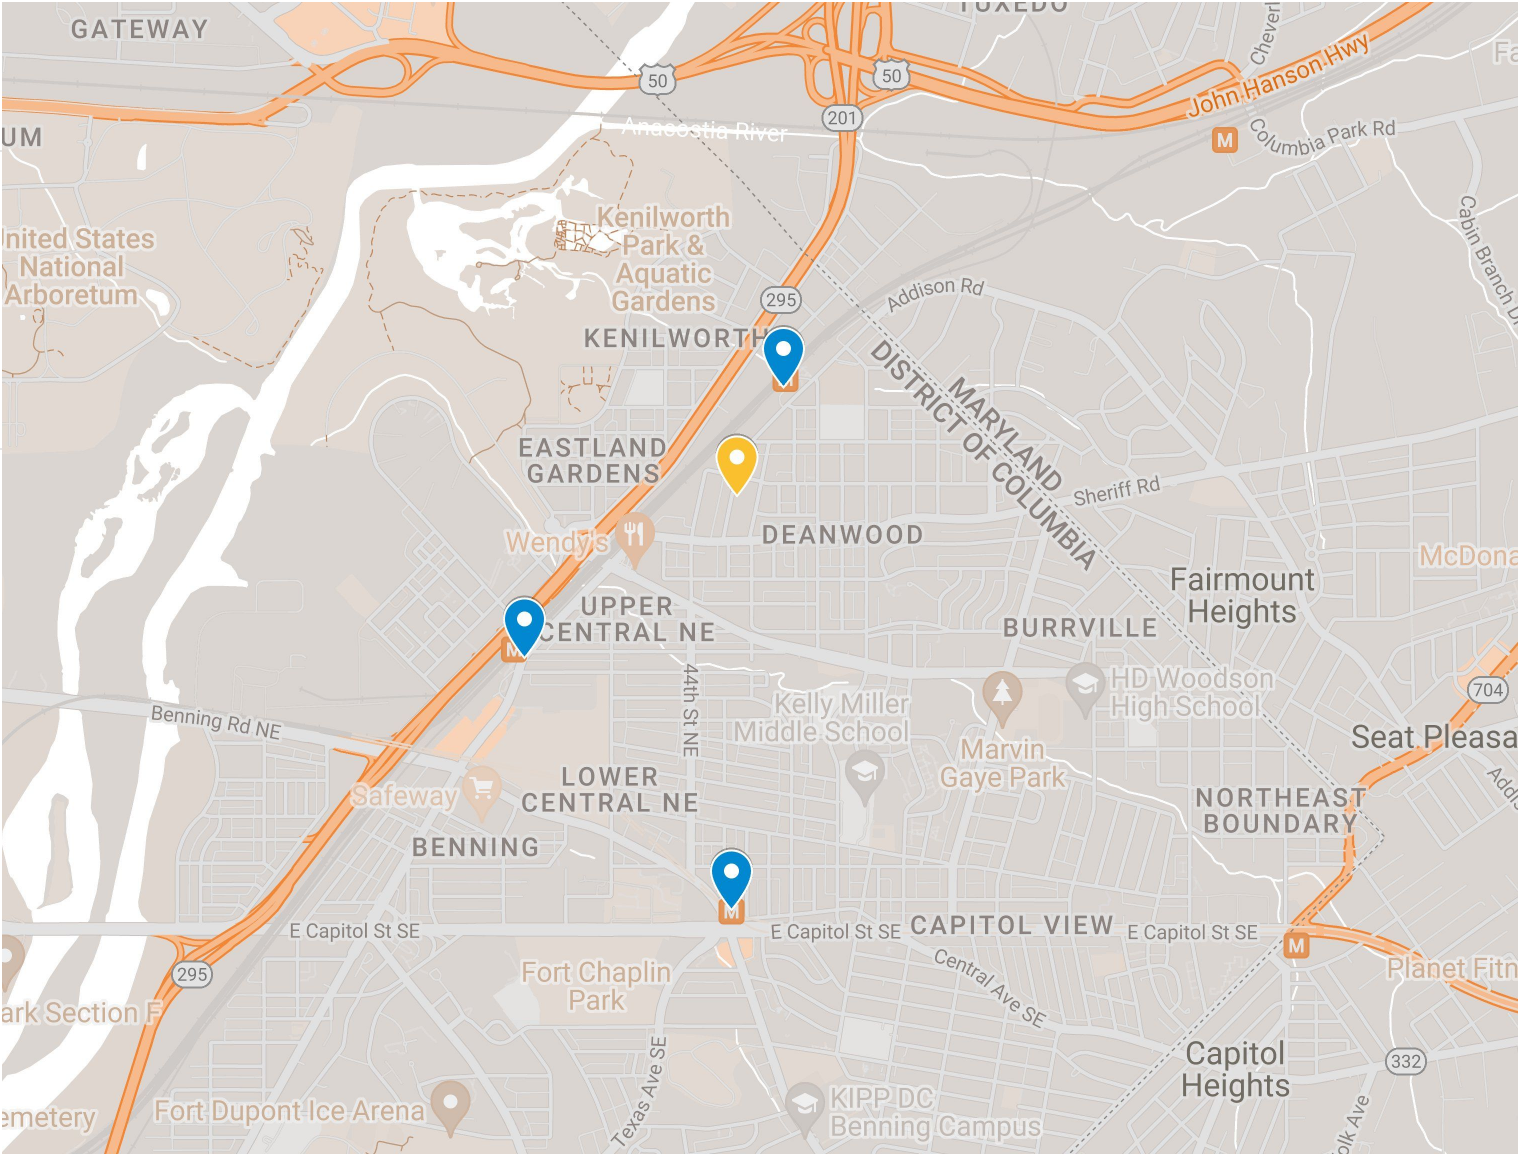 GATEWAY
TUXEDO
Cheverl
50
50
John Hanson Hwy
201
Anacostia River
M
Columbia Park Rd
UM
Kenilworth
Park &
Aquatic
Gardens
United States
National
Arboretum
Cabin Branch Dr
295
Addison Rd
KENILWORTH
MARYLAND
DISTRICT OF COLUMBIA
EASTLAND
GARDENS
Sheriff Rd
Wendy's
DEANWOOD
McDona
Fairmount
Heights
UPPER
CENTRAL NE
BURRVILLE
M
44th St NE
HD Woodson
High School
704
Kelly Miller
Middle School
Benning Rd NE
Seat Pleasa
Marvin
Gaye Park
LOWER
CENTRAL NE
Safeway
Addis
NORTHEAST
BOUNDARY
BENNING
M
E Capitol St SE
E Capitol St SE
CAPITOL VIEW
E Capitol St SE
M
295
Fort Chaplin
Park
Central Ave SE
Planet Fitn
ark Section F
Texas Ave SE
Capitol
Heights
332
emetery
Fort Dupont Ice Arena
KIPP DC
Benning Campus
olk Ave